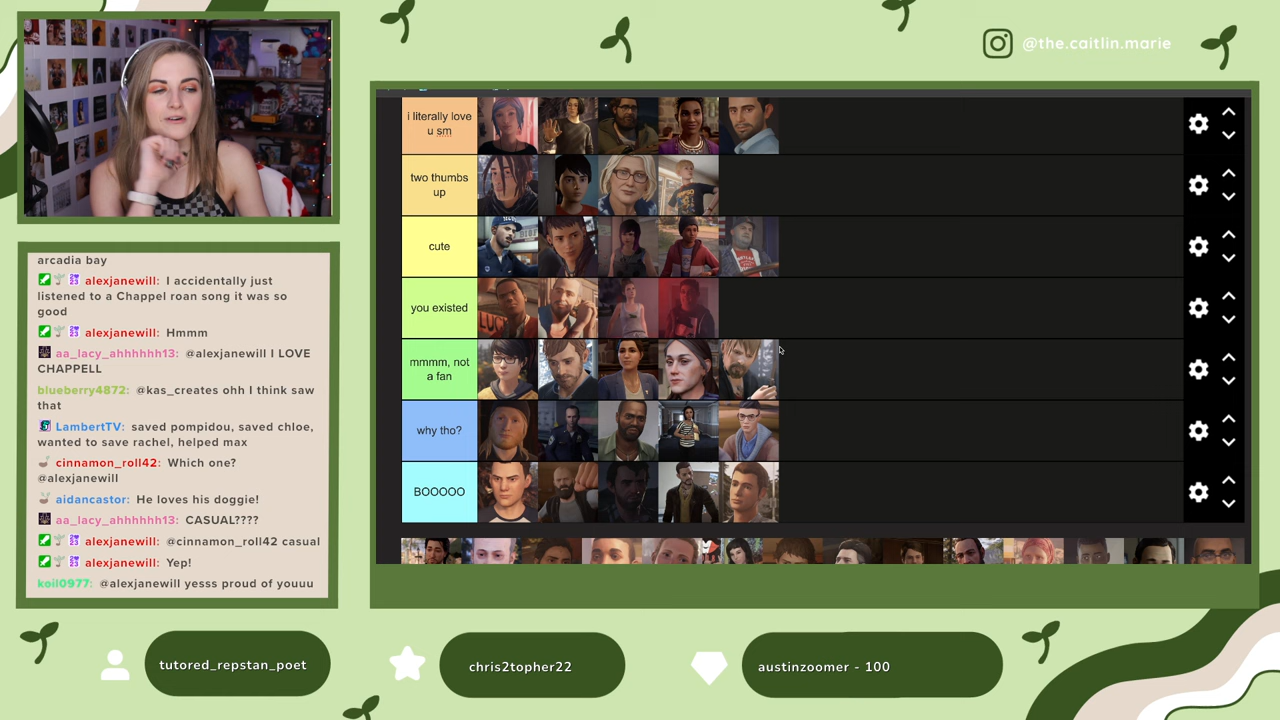 @the.caitlin.marie
i literally love
u sm
two thumbs
up
cute
you existed
mmmm, not
a fan
why tho?
BOOOOO
arcadia bay
alexjanewill: I accidentally just
listened to a Chappel roan song it was so
good
alexjanewill: Hmmm
aa_lacy_ahhhhhh13: @alexjanewill I LOVE
CHAPPELL
blueberry4872: @kas_creates ohh I think saw
that
LambertTV: saved pompidou, saved chloe,
wanted to save rachel, helped max
cinnamon_roll42: Which one?
@alexjanewill
aidancastor: He loves his doggie!
aa_lacy_ahhhhhh13: CASUAL????
alexjanewill: @cinnamon_roll42 casual
alexjanewill: Yep!
koil0977: @alexjanewill yesss proud of youuu
tutored_repstan_poet
chris2topher22
austinzoomer - 100